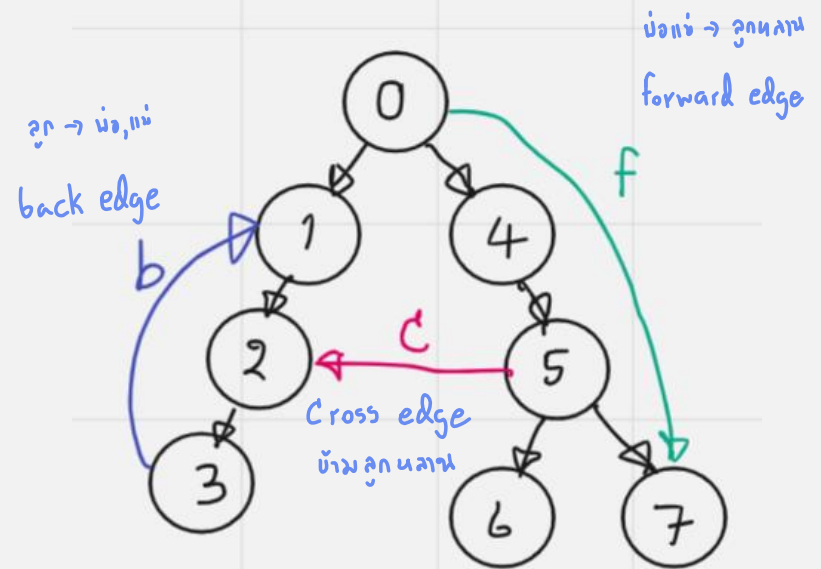 พ่อแม่ → ลูกหลาน
forward edge
ลูก → พ่อ,แม่
back edge
0
f
1
4
b
C
2
5
Cross edge
ข้ามลูกหลาน
3
6
7